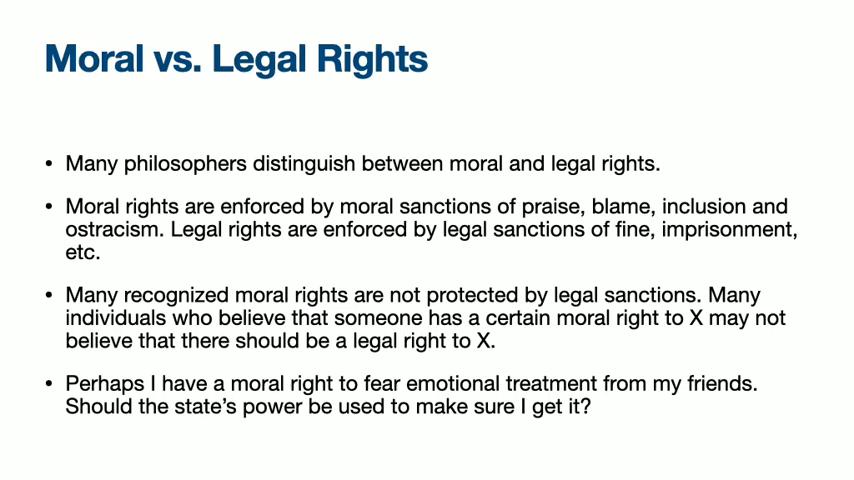 Moral vs. Legal Rights
• Many philosophers distinguish between moral and legal rights.
• Moral rights are enforced by moral sanctions of praise, blame, inclusion and
ostracism. Legal rights are enforced by legal sanctions of fine, imprisonment,
etc.
• Many recognized moral rights are not protected by legal sanctions. Many
individuals who believe that someone has a certain moral right to X may not
believe that there should be a legal right to X.
• Perhaps I have a moral right to fear emotional treatment from my friends.
Should the state's power be used to make sure I get it?